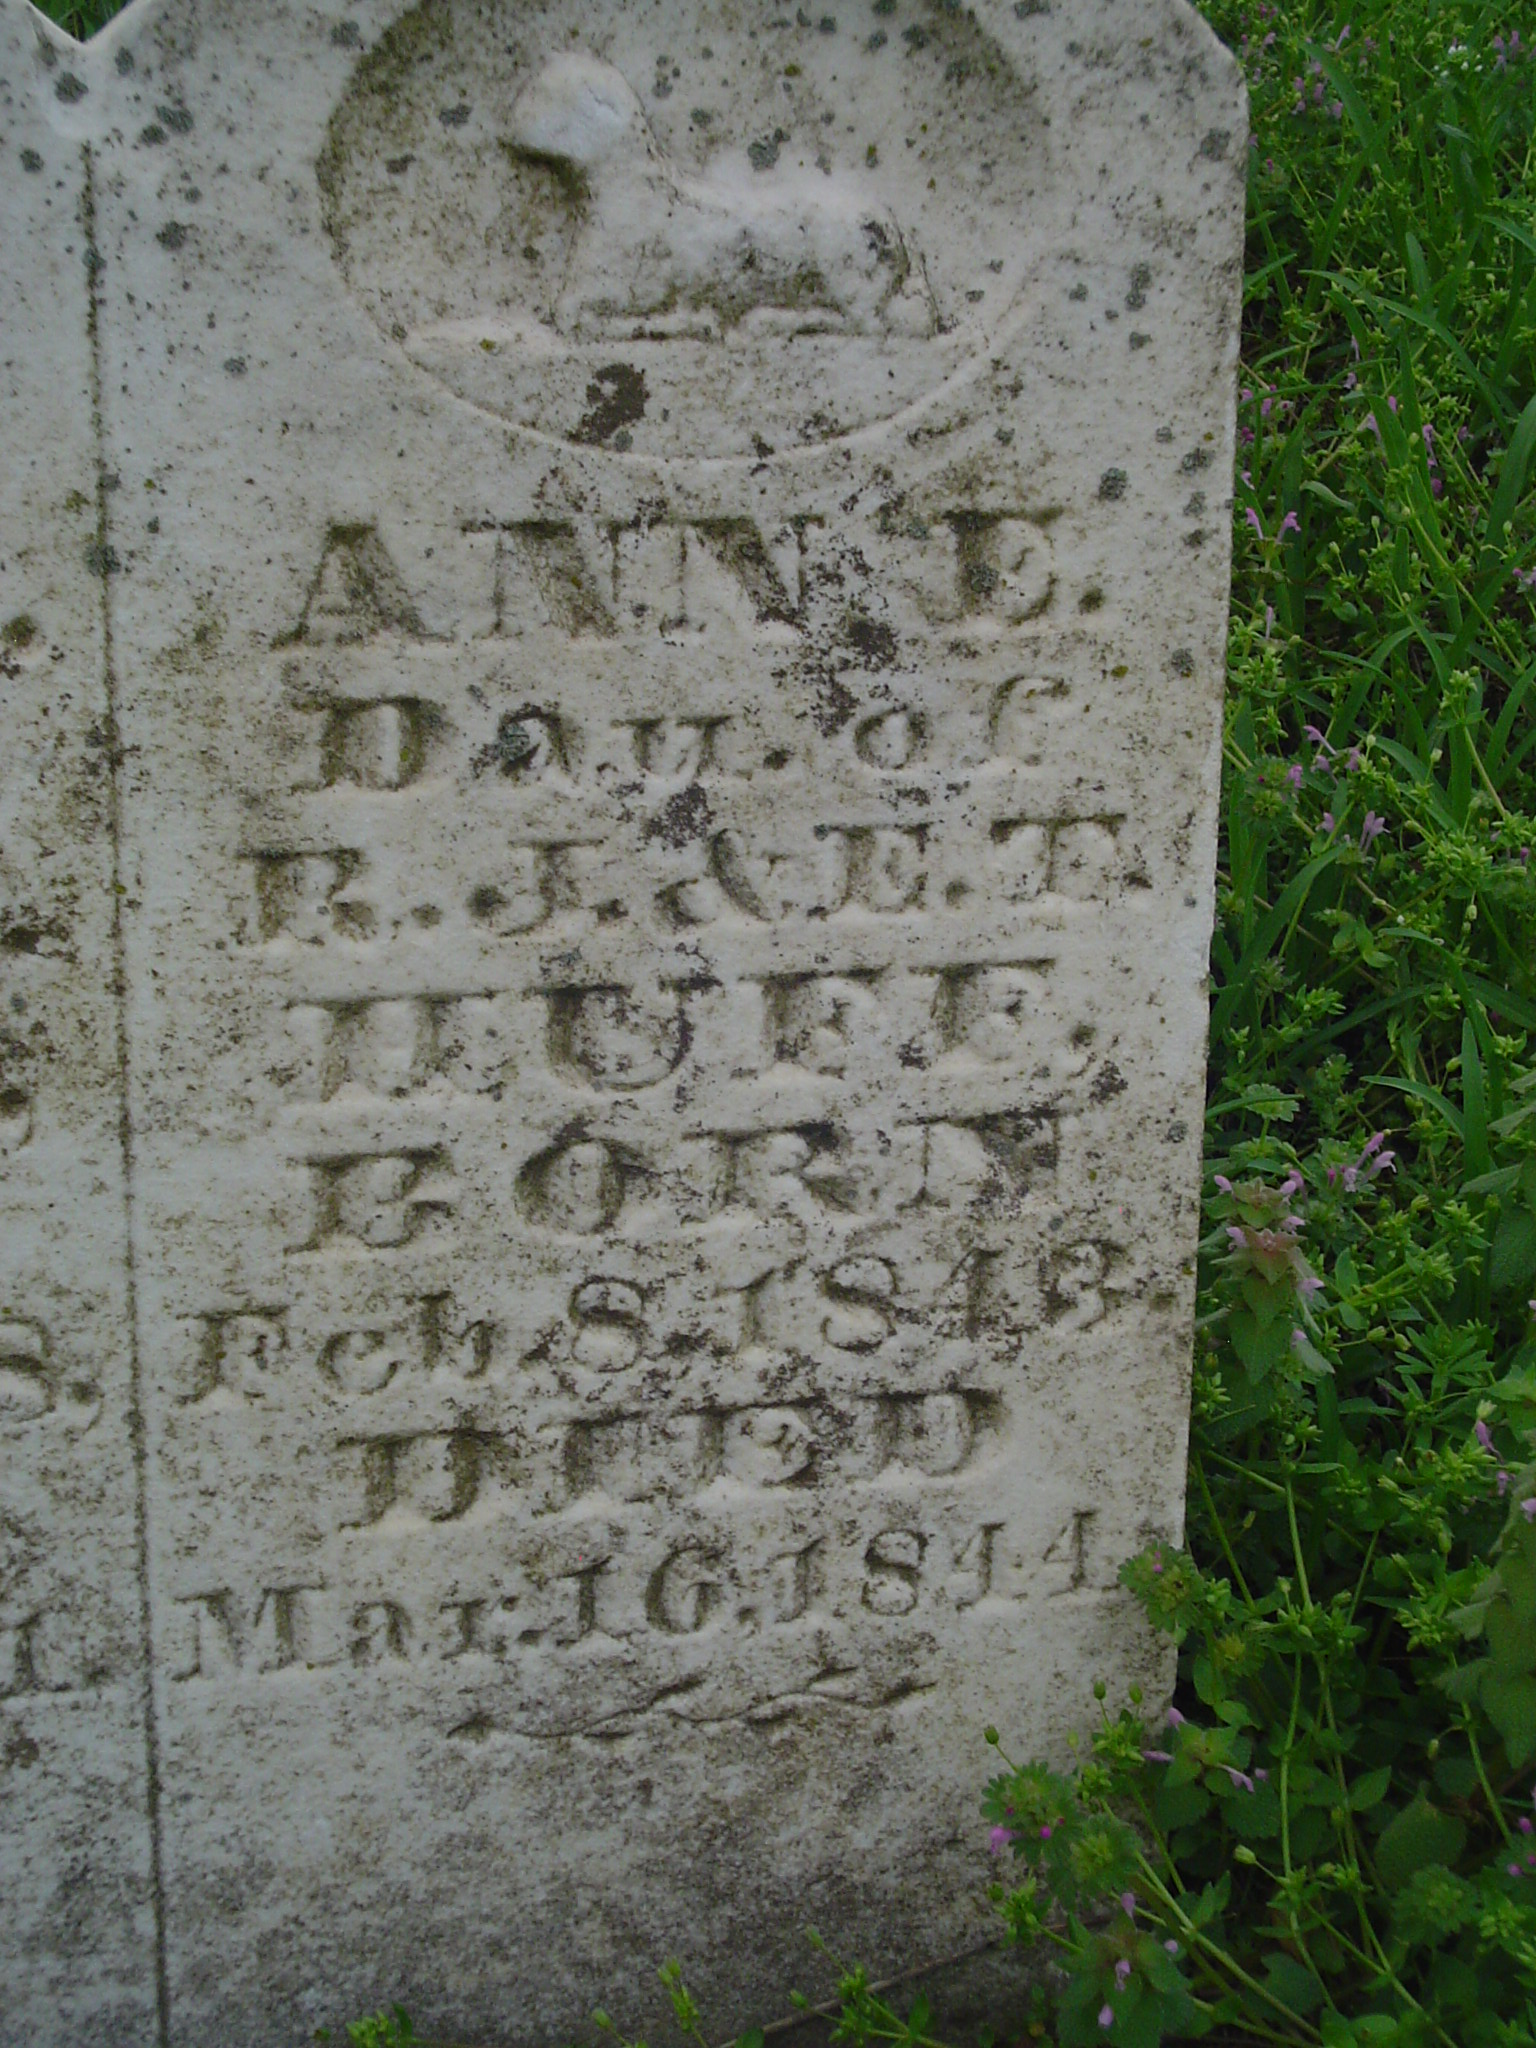 ANN E.
Dau. of
R. J. & E. T.
HUFF,
BORN
Feb. 8, 1843.
DIED
Mar. 16, 1844.